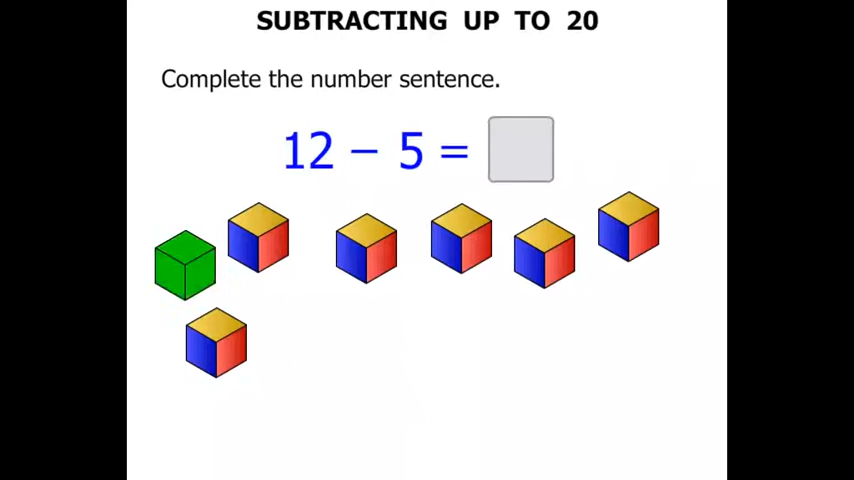 SUBTRACTING UP TO 20
Complete the number sentence.
12 − 5 =